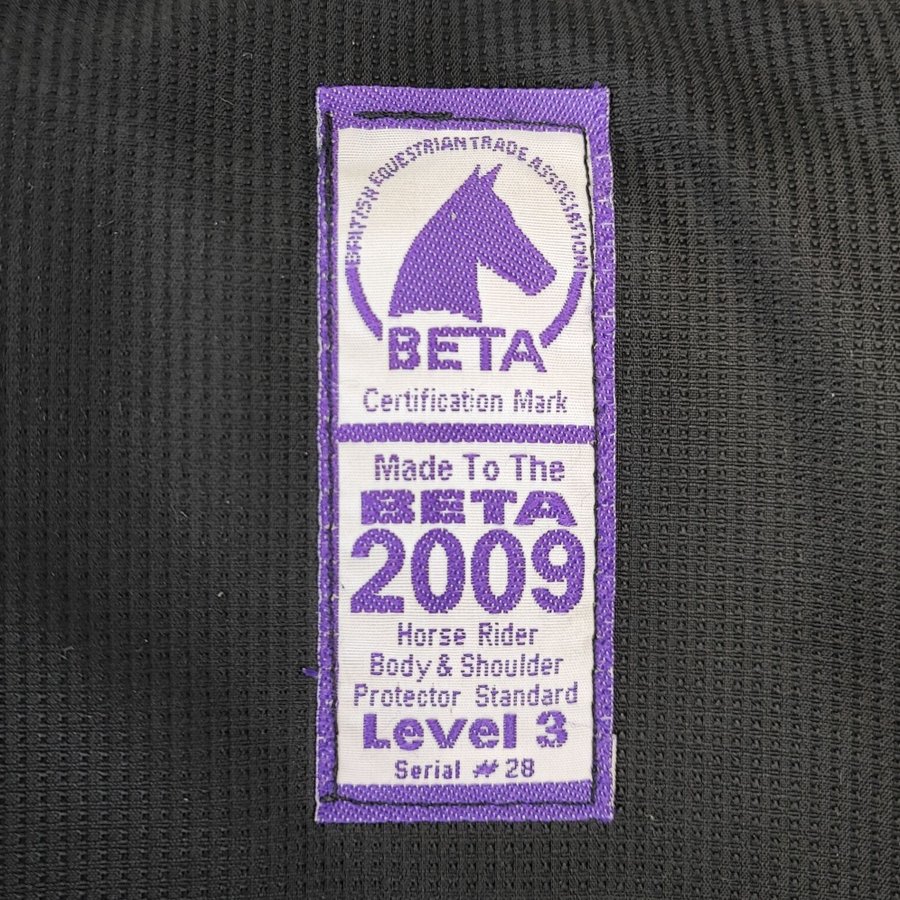 BRITISH EQUESTRIAN TRADE ASSOCIATION
BETA
Certification Mark
Made To The
BETA
2009
Horse Rider
Body & Shoulder
Protector Standard
Level 3
Serial # 28